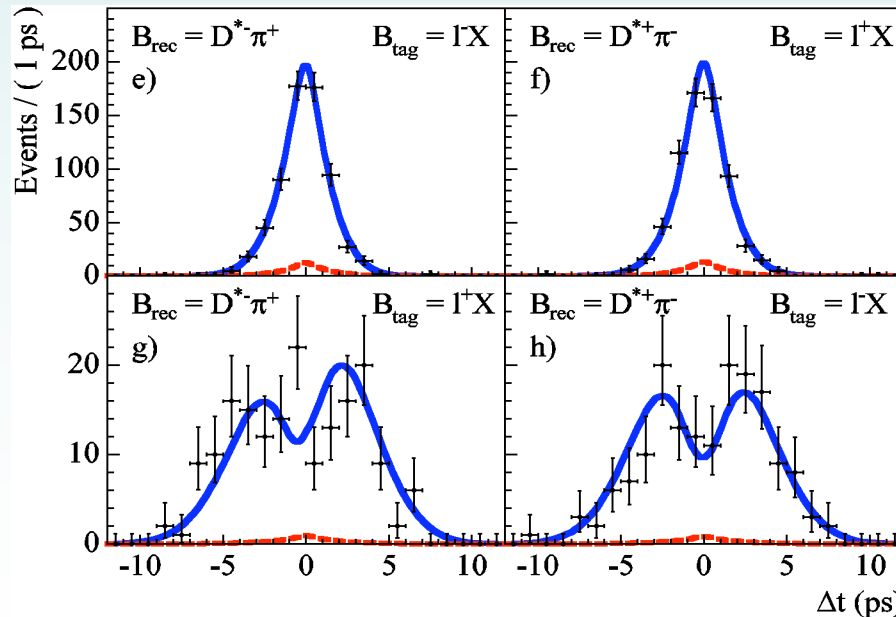 B_rec = D*-π+ B_tag = l-X
e)
B_rec = D*+π- B_tag = l+X
f)
Events / ( 1 ps )
200
150
100
50
0
B_rec = D*-π+ B_tag = l+X
g)
B_rec = D*+π- B_tag = l-X
h)
20
10
0
-10 -5 0 5 10
-10 -5 0 5 10
Δt (ps)